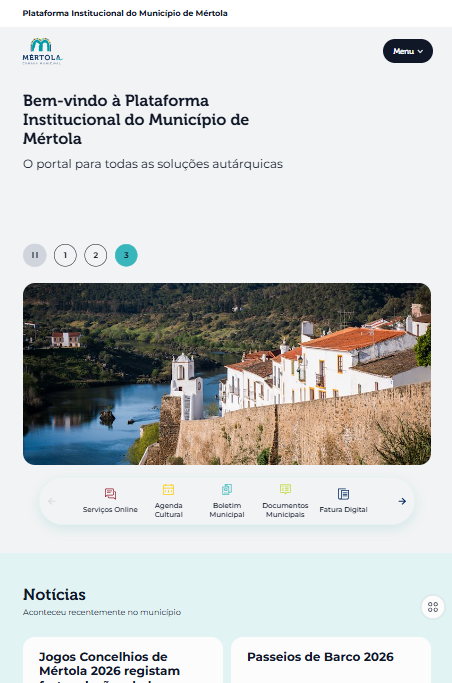 Plataforma Institucional do Município de Mértola
MÉRTOLA
CÂMARA MUNICIPAL
Menu
Bem-vindo à Plataforma
Institucional do Município de
Mértola
O portal para todas as soluções autárquicas
1
2
3
Serviços Online
Agenda
Cultural
Boletim
Municipal
Documentos
Municipais
Fatura Digital
Notícias
Aconteceu recentemente no município
Jogos Concelhios de
Mértola 2026 registam
Passeios de Barco 2026